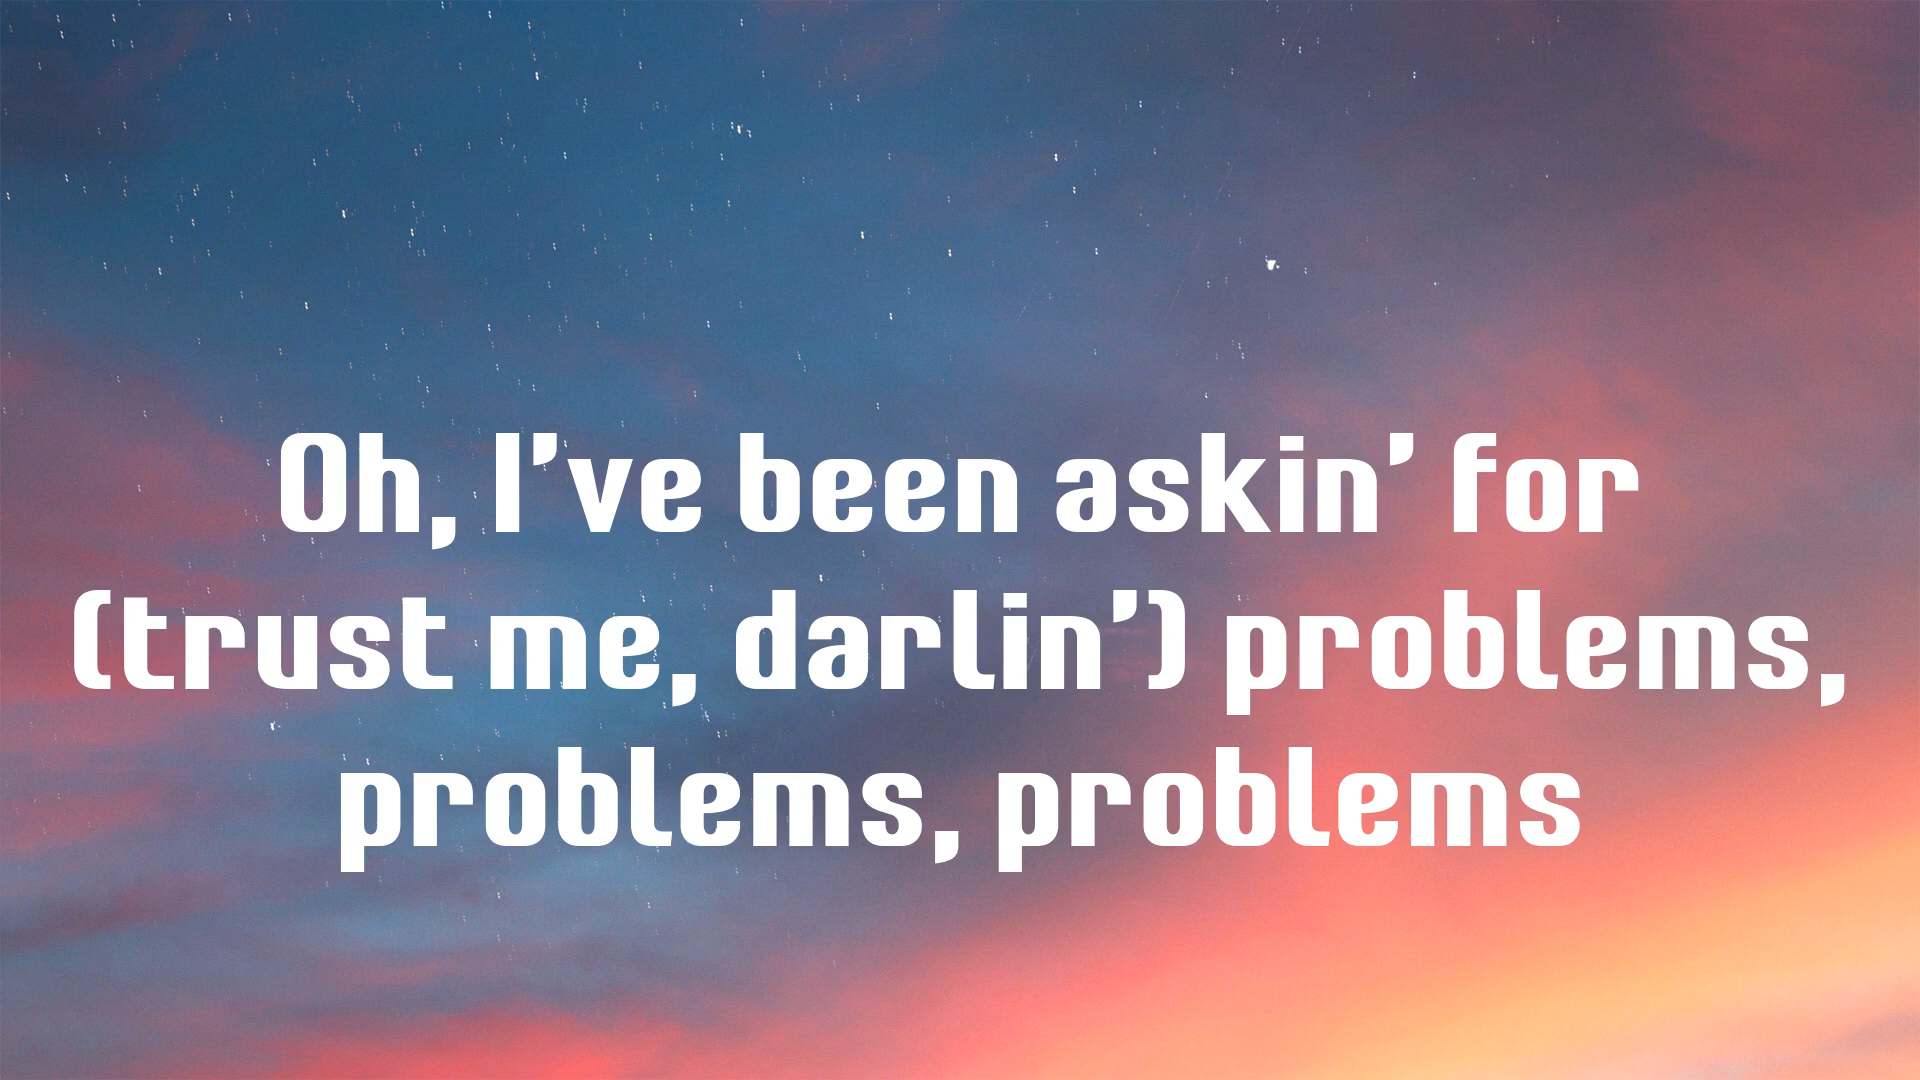 Oh, I've been askin' for
(trust me, darlin') problems,
problems, problems